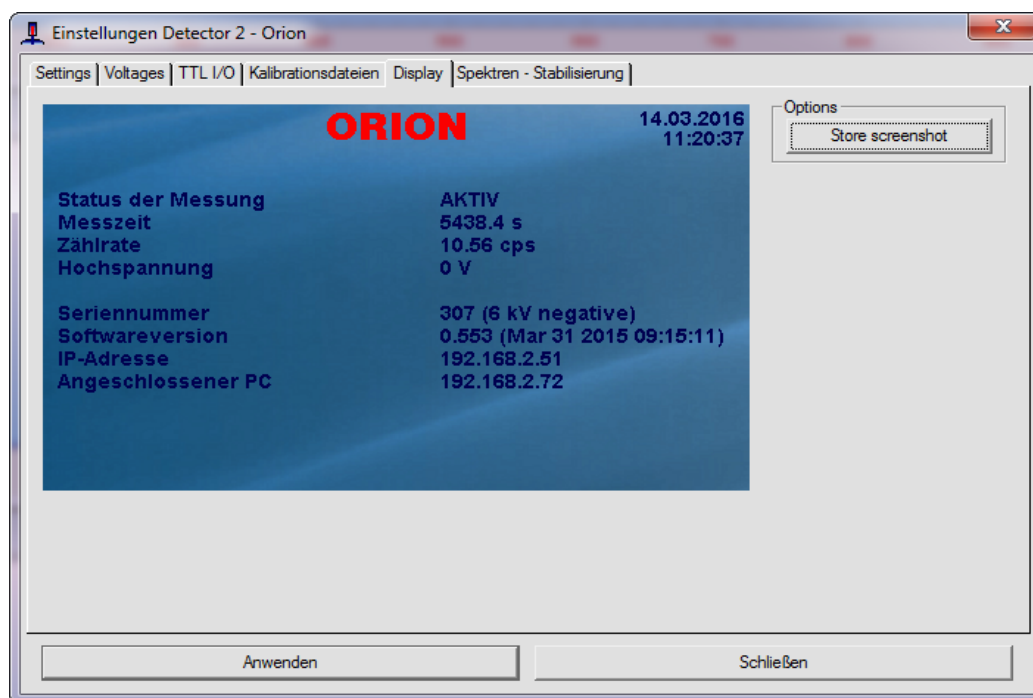 Einstellungen Detector 2 - Orion
Settings Voltages TTL I/O Kalibrationsdateien Display Spektren - Stabilisierung
ORION
14.03.2016
11:20:37
Options
Store screenshot
Status der Messung AKTIV
Messzeit 5438.4 s
Zählrate 10.56 cps
Hochspannung 0 V
Seriennummer 307 (6 kV negative)
Softwareversion 0.553 (Mar 31 2015 09:15:11)
IP-Adresse 192.168.2.51
Angeschlossener PC 192.168.2.72
Anwenden Schließen